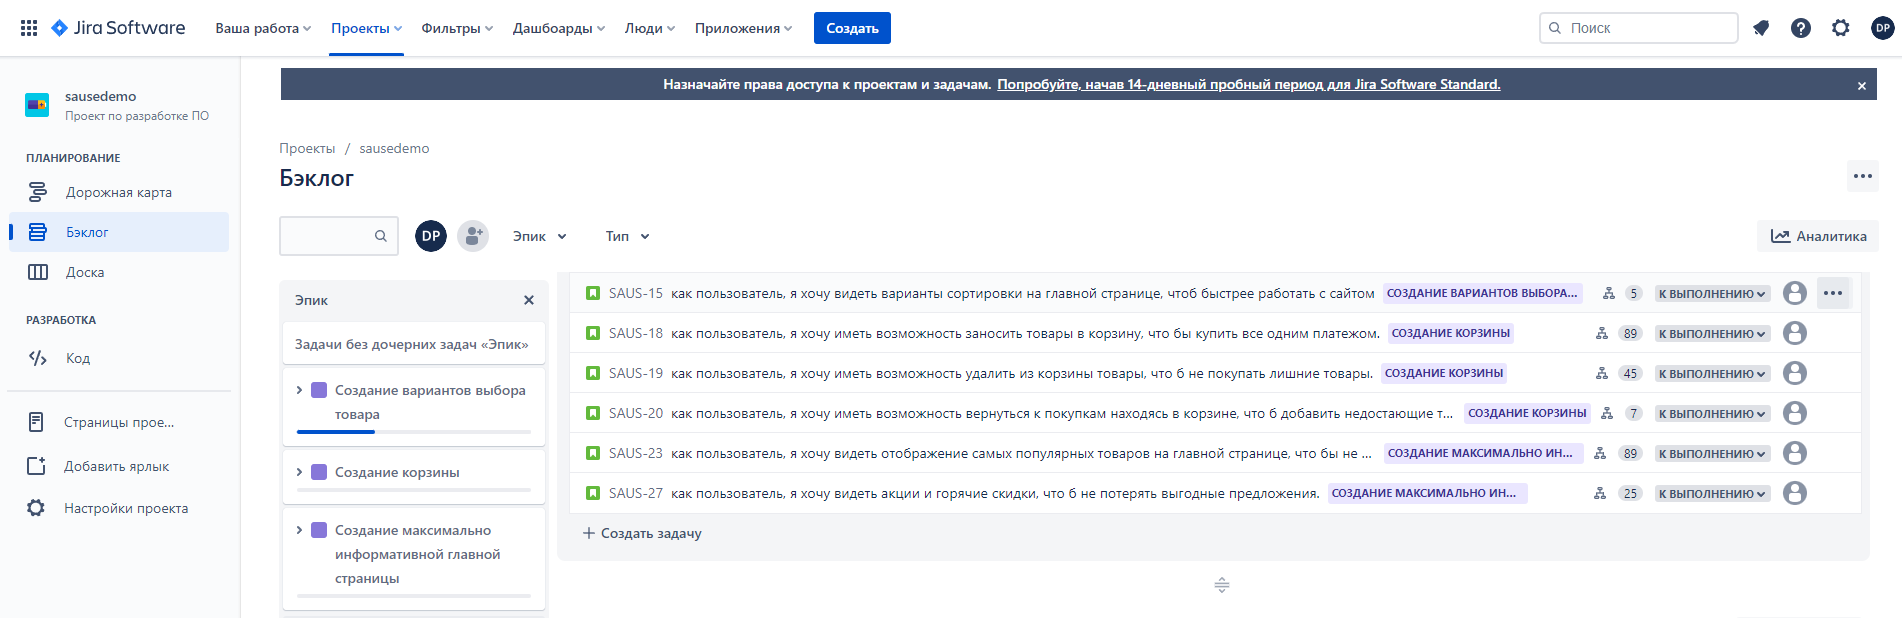 Jira Software Ваша работа Проекты Фильтры Дашборды Люди Приложения Создать Поиск DP
Назначайте права доступа к проектам и задачам. Попробуйте, начав 14-дневный пробный период для Jira Software Standard.
sausedemo
Проект по разработке ПО
ПЛАНИРОВАНИЕ
Дорожная карта
Бэклог
Доска
РАЗРАБОТКА
Код
Страницы прое...
Добавить ярлык
Настройки проекта
Проекты / sausedemo
Бэклог
DP Эпик Тип Аналитика
Эпик
Задачи без дочерних задач «Эпик»
Создание вариантов выбора
товара
Создание корзины
Создание максимально
информативной главной
страницы
SAUS-15 как пользователь, я хочу видеть варианты сортировки на главной странице, чтоб быстрее работать с сайтом СОЗДАНИЕ ВАРИАНТОВ ВЫБОРА... 5 К ВЫПОЛНЕНИЮ
SAUS-18 как пользователь, я хочу иметь возможность заносить товары в корзину, что бы купить все одним платежом. СОЗДАНИЕ КОРЗИНЫ 89 К ВЫПОЛНЕНИЮ
SAUS-19 как пользователь, я хочу иметь возможность удалить из корзины товары, что б не покупать лишние товары. СОЗДАНИЕ КОРЗИНЫ 45 К ВЫПОЛНЕНИЮ
SAUS-20 как пользователь, я хочу иметь возможность вернуться к покупкам находясь в корзине, что б добавить недостающие т... СОЗДАНИЕ КОРЗИНЫ 7 К ВЫПОЛНЕНИЮ
SAUS-23 как пользователь, я хочу видеть отображение самых популярных товаров на главной странице, что бы не ... СОЗДАНИЕ МАКСИМАЛЬНО ИН... 89 К ВЫПОЛНЕНИЮ
SAUS-27 как пользователь, я хочу видеть акции и горячие скидки, что б не потерять выгодные предложения. СОЗДАНИЕ МАКСИМАЛЬНО ИН... 25 К ВЫПОЛНЕНИЮ
+ Создать задачу